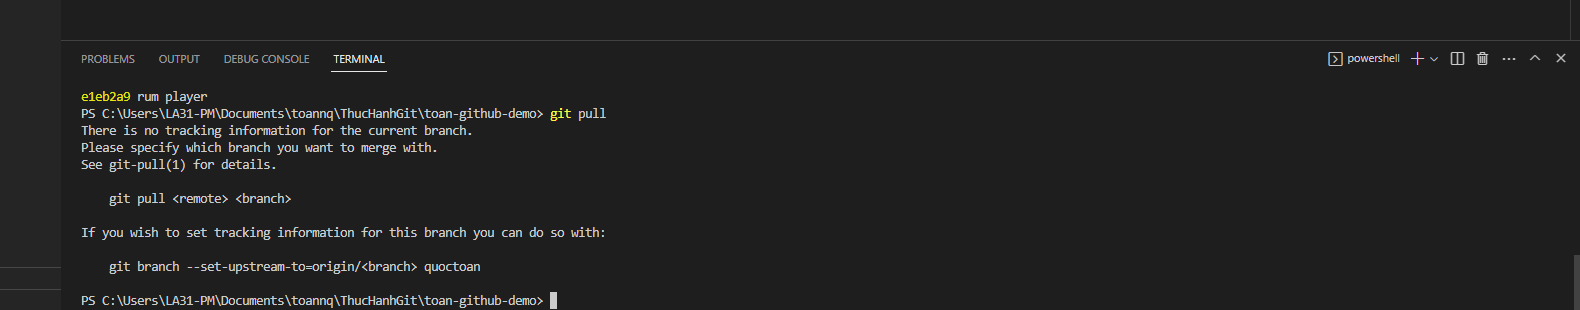 PROBLEMS OUTPUT DEBUG CONSOLE TERMINAL powershell
e1eb2a9 rum player
PS C:\Users\LA31-PM\Documents\toannq\ThucHanhGit\toan-github-demo> git pull
There is no tracking information for the current branch.
Please specify which branch you want to merge with.
See git-pull(1) for details.
git pull <remote> <branch>
If you wish to set tracking information for this branch you can do so with:
git branch --set-upstream-to=origin/<branch> quoctoan
PS C:\Users\LA31-PM\Documents\toannq\ThucHanhGit\toan-github-demo>